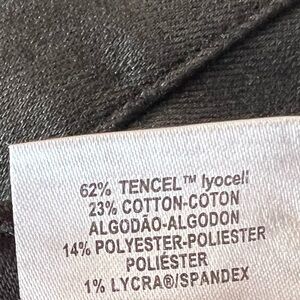 62% TENCEL™ lyocell
23% COTTON-COTON
ALGODÃO-ALGODON
14% POLYESTER-POLIESTER
POLIÉSTER
1% LYCRA®/SPANDEX